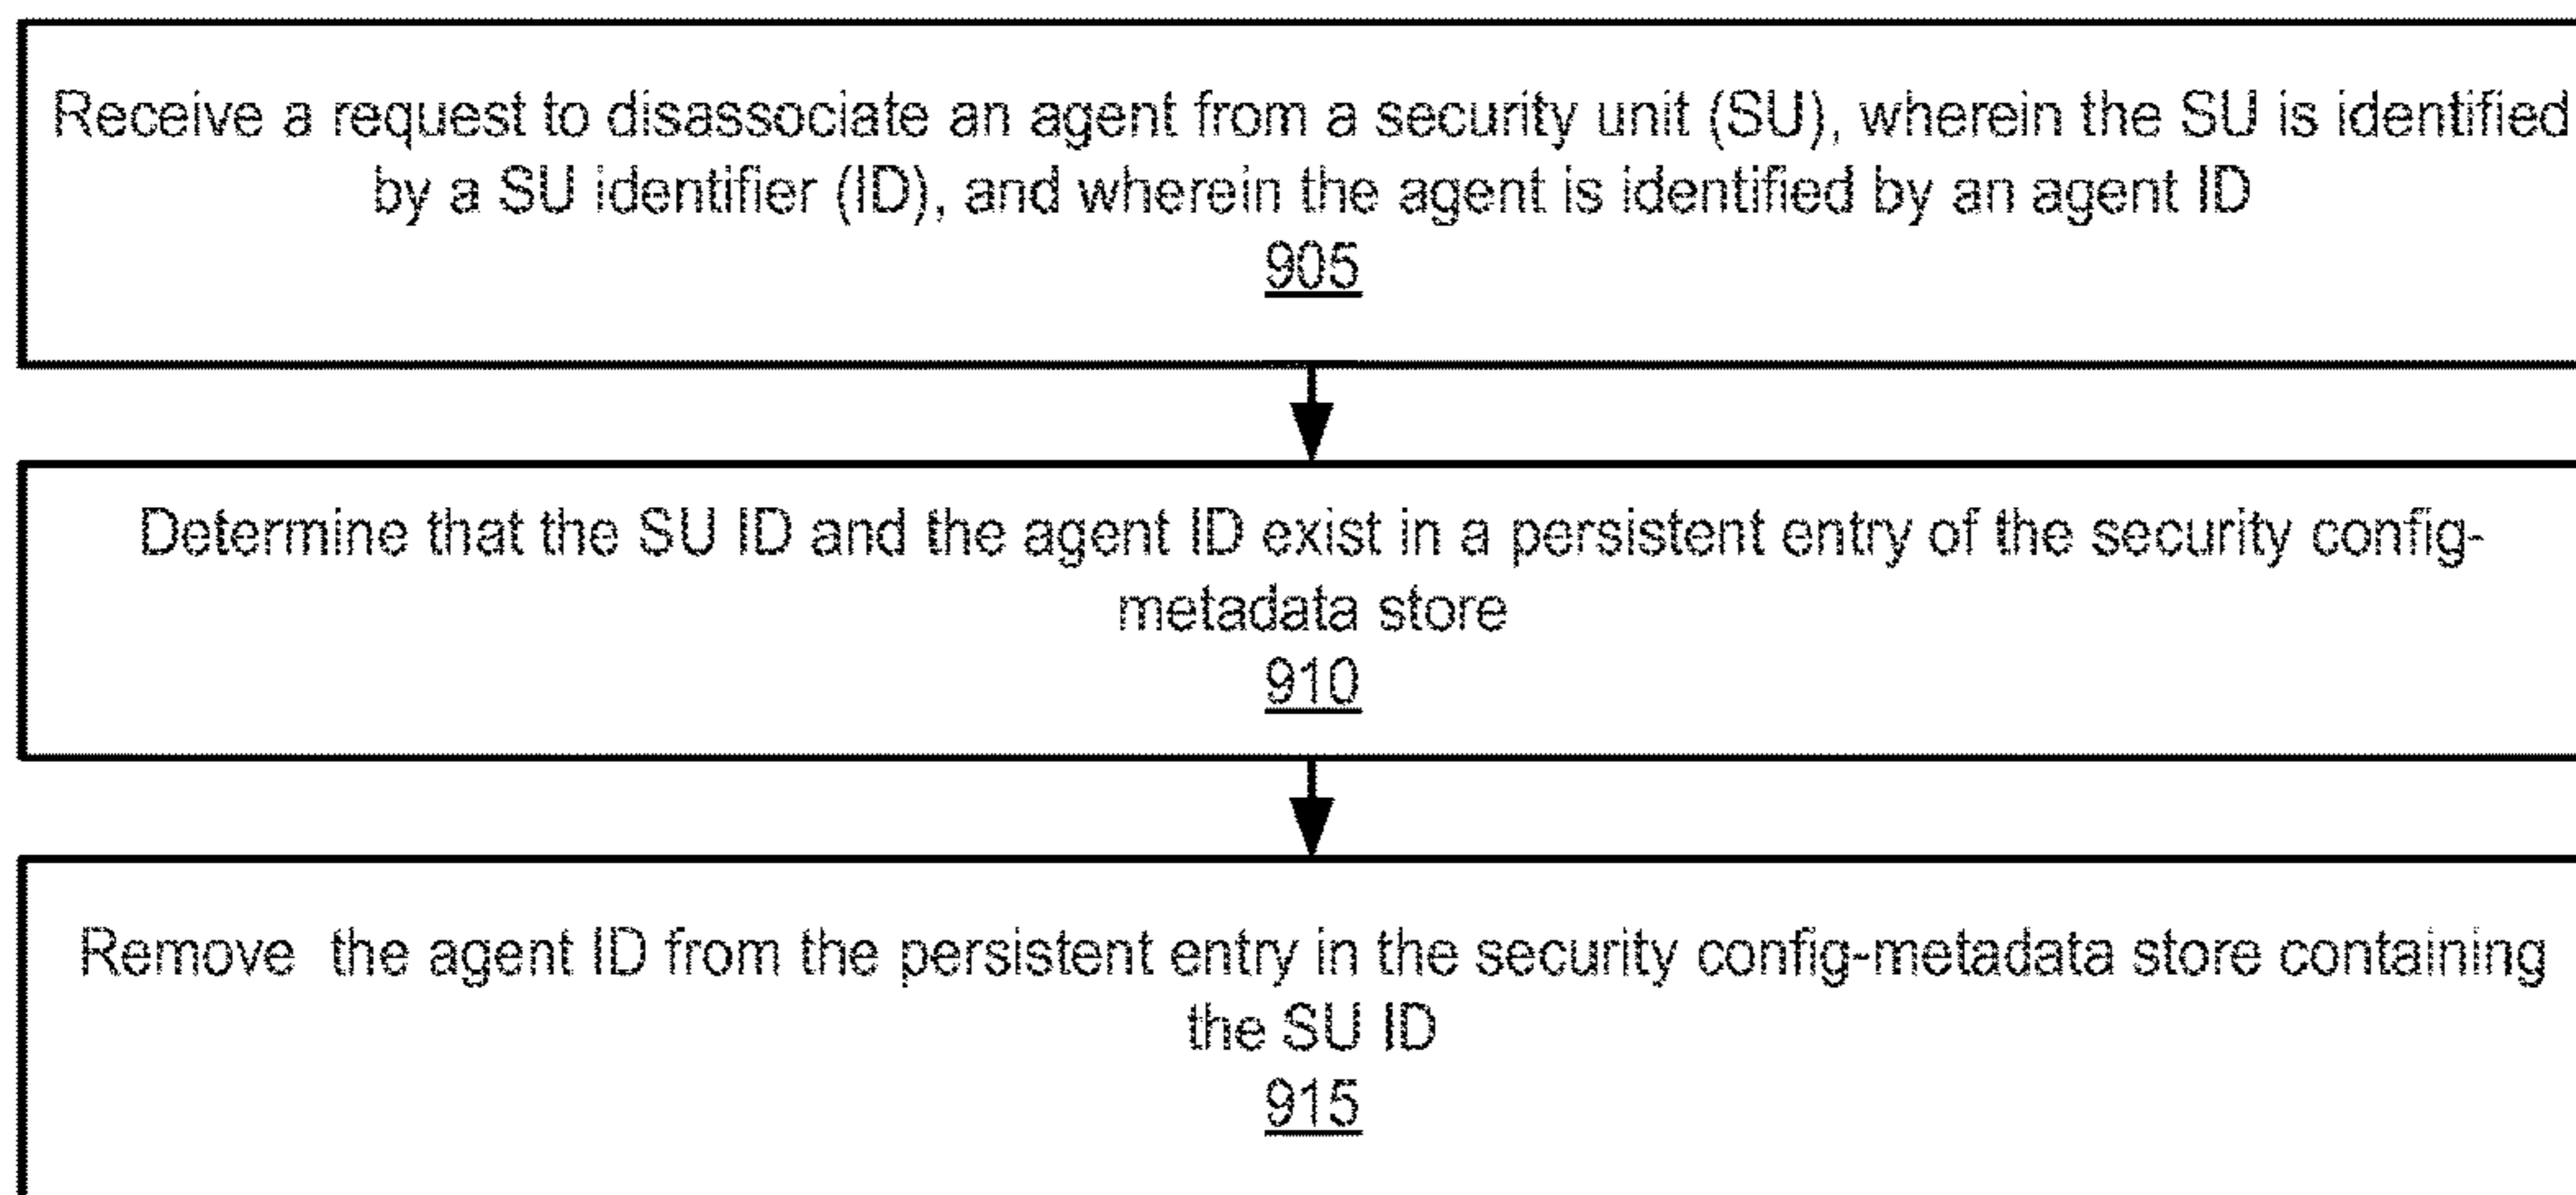 Receive a request to disassociate an agent from a security unit (SU), wherein the SU is identified
by a SU identifier (ID), and wherein the agent is identified by an agent ID
905
Determine that the SU ID and the agent ID exist in a persistent entry of the security config-
metadata store
910
Remove the agent ID from the persistent entry in the security config-metadata store containing
the SU ID
915